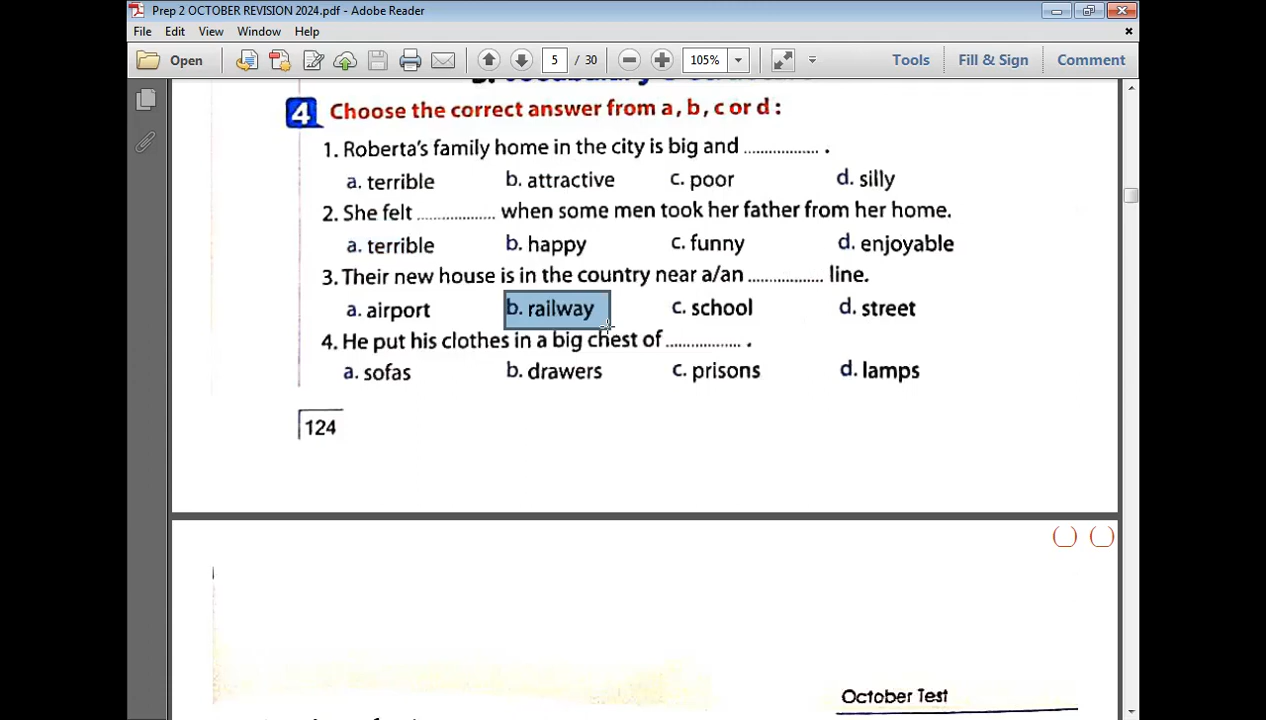 Prep 2 OCTOBER REVISION 2024.pdf - Adobe Reader
File Edit View Window Help
Open 5 / 30 105% Tools Fill & Sign Comment
4 Choose the correct answer from a, b, c or d :
1. Roberta's family home in the city is big and .................. .
a. terrible b. attractive c. poor d. silly
2. She felt .................. when some men took her father from her home.
a. terrible b. happy c. funny d. enjoyable
3. Their new house is in the country near a/an .................. line.
a. airport b. railway c. school d. street
4. He put his clothes in a big chest of .................. .
a. sofas b. drawers c. prisons d. lamps
124
( ) ( )
October Test